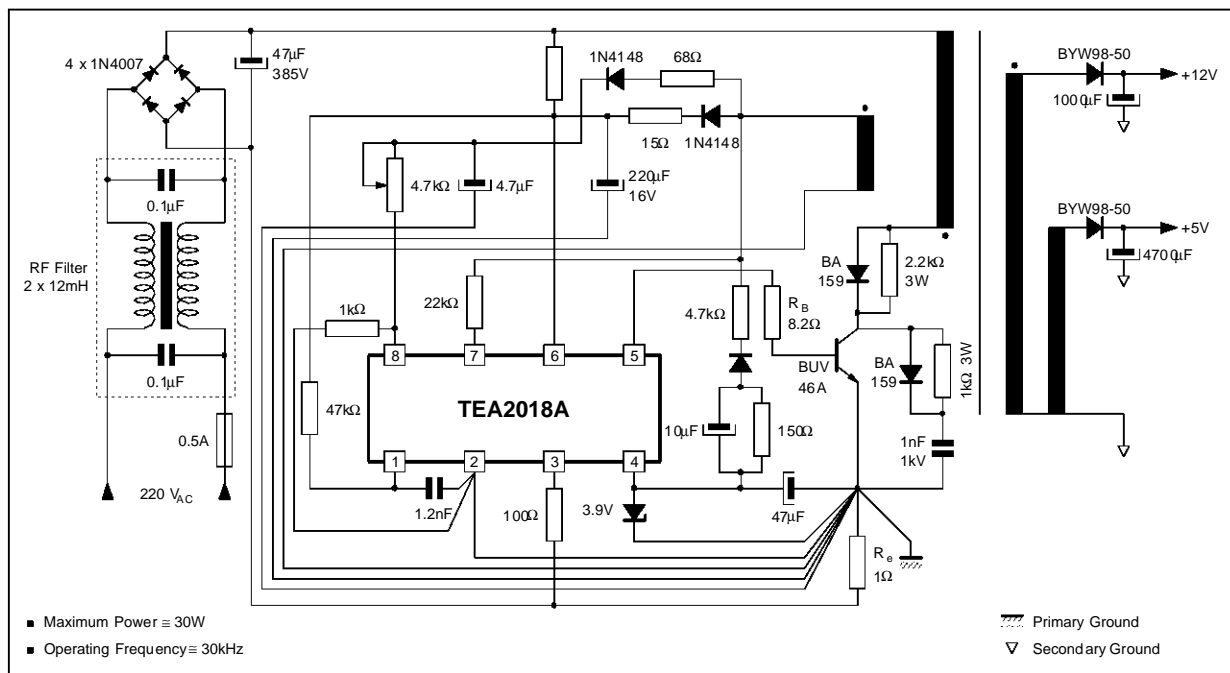 4 x 1N4007
47µF
385V
1N4148
68Ω
15Ω
1N4148
BYW98-50
+12V
1000µF
0.1µF
4.7kΩ
4.7µF
220µF
16V
BYW98-50
+5V
4700µF
RF Filter
2 x 12mH
BA
159
2.2kΩ
3W
1kΩ
22kΩ
4.7kΩ
R_B
8.2Ω
0.1µF
8
7
6
5
BUV
46A
BA
159
1kΩ 3W
TEA2018A
47kΩ
0.5A
10µF
150Ω
1nF
1kV
1
2
3
4
220 V_AC
1.2nF
100Ω
3.9V
47µF
R_e
1Ω
■ Maximum Power ≅ 30W
■ Operating Frequency ≅ 30kHz
Primary Ground
Secondary Ground